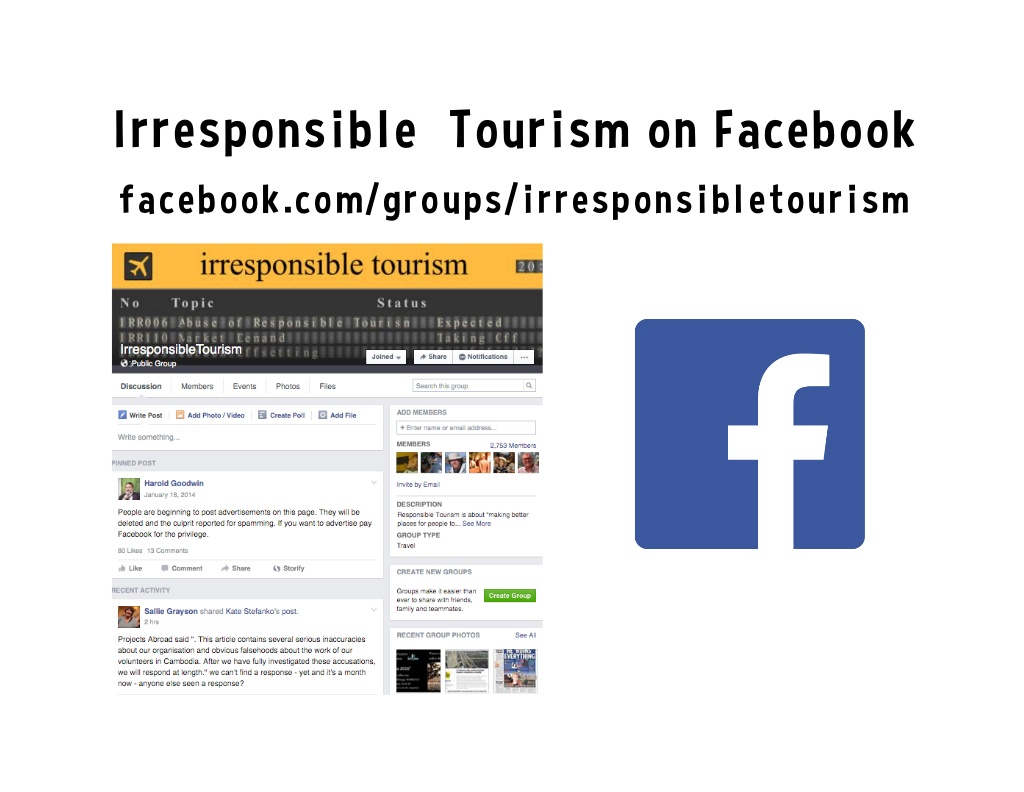 Irresponsible Tourism on Facebook
facebook.com/groups/irresponsibletourism
irresponsible tourism
20:
No Topic Status
IRR006 Abuse of Responsible Tourism Expected
IRR110 Market Demand Taking Off
offsetting
IrresponsibleTourism
Public Group
Joined Share Notifications ...
Discussion Members Events Photos Files
Search this group
Write Post Add Photo / Video Create Poll Add File
Write something...
PINNED POST
Harold Goodwin
January 18, 2014
People are beginning to post advertisements on this page. They will be
deleted and the culprit reported for spamming. If you want to advertise pay
Facebook for the privilege.
80 Likes 13 Comments
Like Comment Share Storify
RECENT ACTIVITY
Sallie Grayson shared Kate Stefanko's post.
2 hrs
Projects Abroad said ". This article contains several serious inaccuracies
about our organisation and obvious falsehoods about the work of our
volunteers in Cambodia. After we have fully investigated these accusations,
we will respond at length." we can't find a response - yet and it's a month
now - anyone else seen a response?
ADD MEMBERS
+ Enter name or email address...
MEMBERS 2,753 Members
Invite by Email
DESCRIPTION
Responsible Tourism is about "making better
places for people to... See More
GROUP TYPE
Travel
CREATE NEW GROUPS
Groups make it easier than
ever to share with friends,
family and teammates.
Create Group
RECENT GROUP PHOTOS See All
HE RUINS
EVERYTHING
f